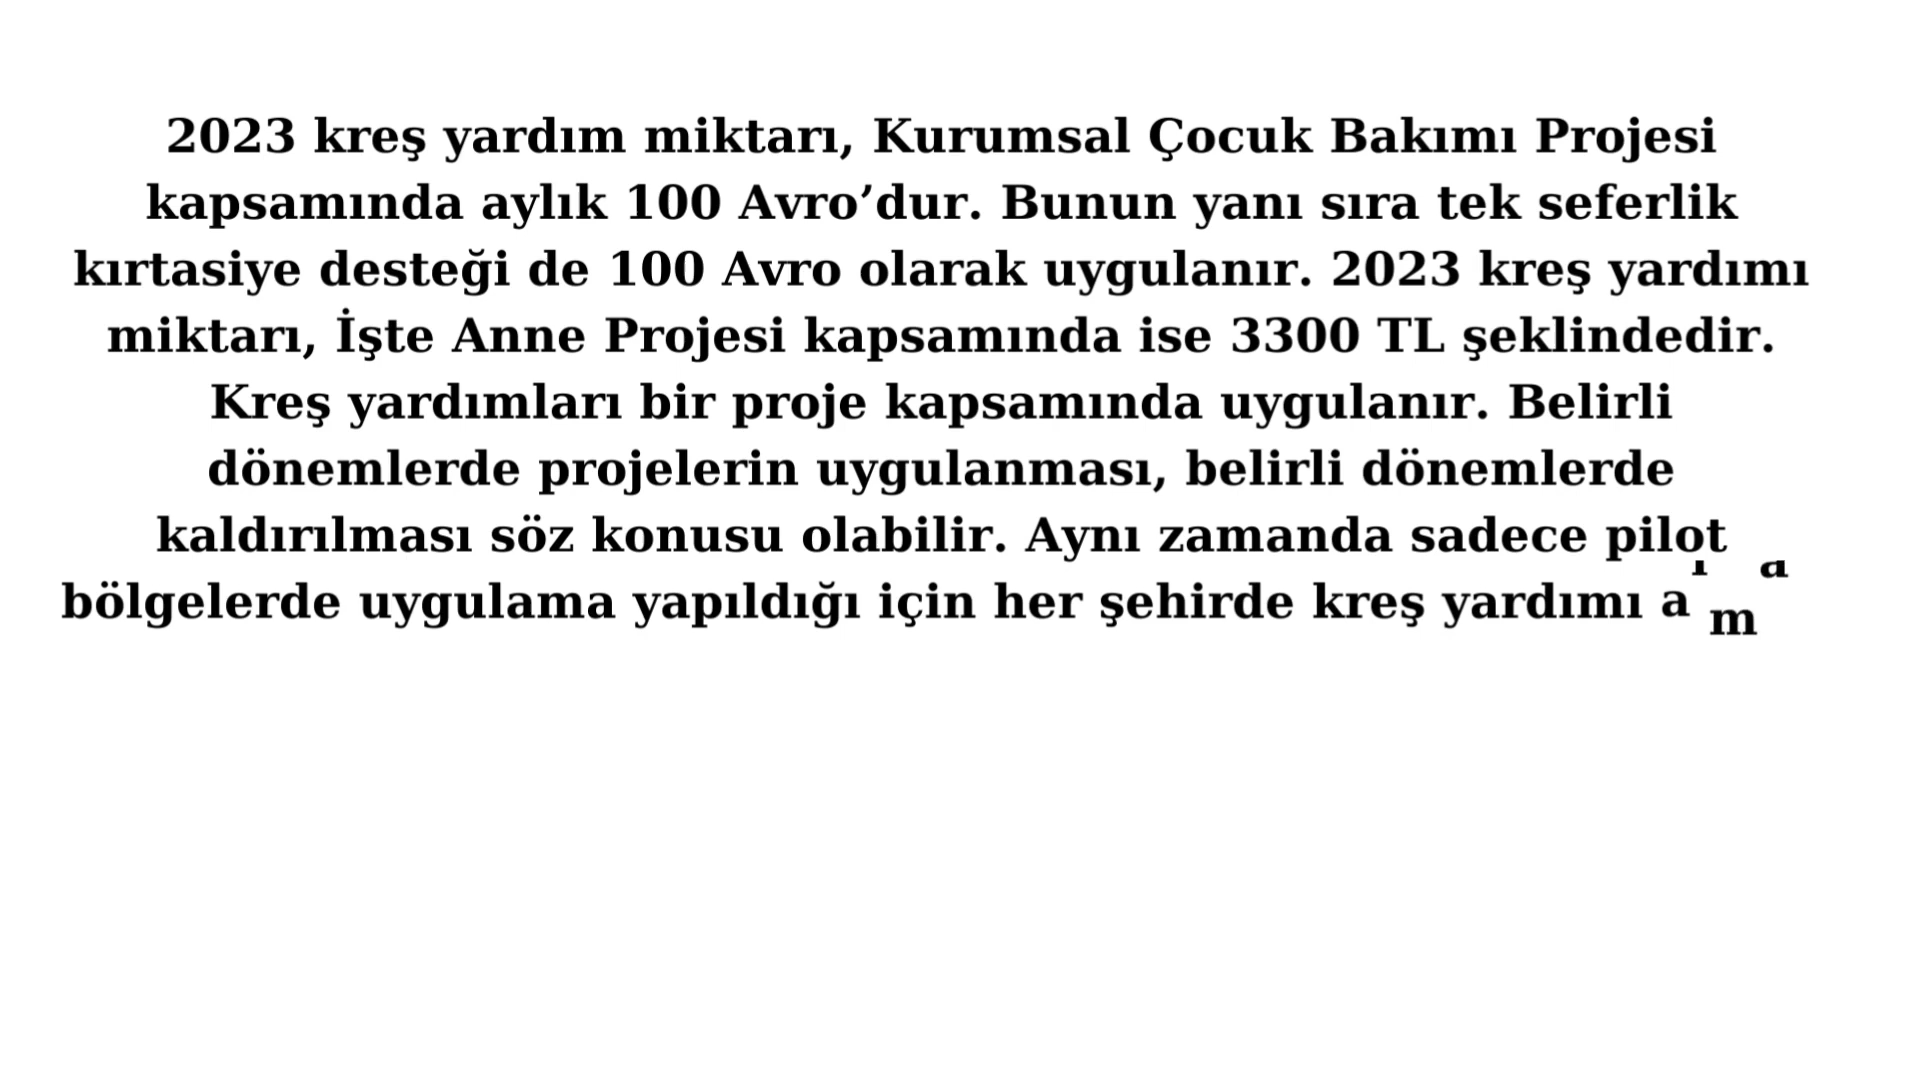 2023 kreş yardım miktarı, Kurumsal Çocuk Bakımı Projesi
kapsamında aylık 100 Avro’dur. Bunun yanı sıra tek seferlik
kırtasiye desteği de 100 Avro olarak uygulanır. 2023 kreş yardımı
miktarı, İşte Anne Projesi kapsamında ise 3300 TL şeklindedir.
Kreş yardımları bir proje kapsamında uygulanır. Belirli
dönemlerde projelerin uygulanması, belirli dönemlerde
kaldırılması söz konusu olabilir. Aynı zamanda sadece pilot
bölgelerde uygulama yapıldığı için her şehirde kreş yardımı